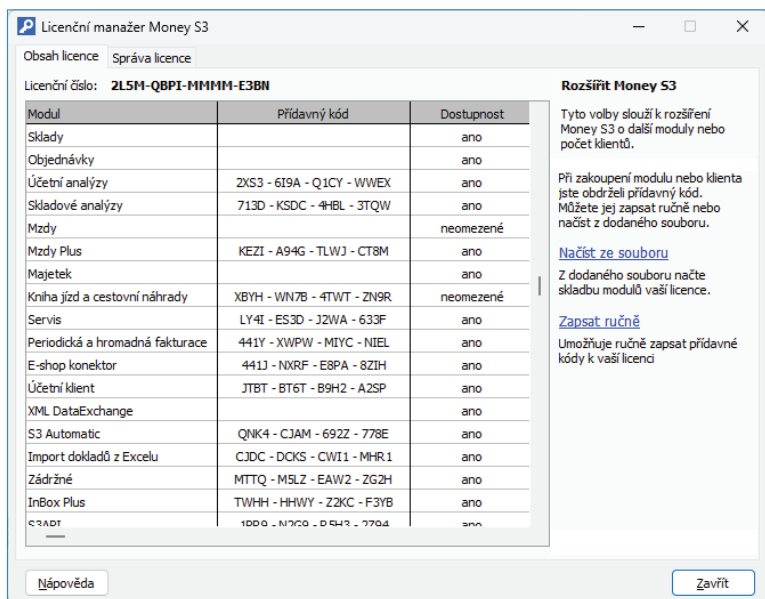 Licenční manažer Money S3
Obsah licence Správa licence
Licenční číslo: 2L5M-QBPI-MMMM-E3BN
Modul Přídavný kód Dostupnost
Sklady ano
Objednávky ano
Účetní analýzy 2XS3 - 6I9A - Q1CY - WWEX ano
Skladové analýzy 713D - KSDC - 4HBL - 3TQW ano
Mzdy neomezené
Mzdy Plus KEZI - A94G - TLWJ - CT8M ano
Majetek ano
Kniha jízd a cestovní náhrady XBYH - WN7B - 4TWT - ZN9R neomezené
Servis LY4I - ES3D - J2WA - 633F ano
Periodická a hromadná fakturace 441Y - XWPW - MIYC - NIEL ano
E-shop konektor 441J - NXRF - E8PA - 8ZIH ano
Účetní klient JTBT - BT6T - B9H2 - A2SP ano
XML DataExchange ano
S3 Automatic QNK4 - CJAM - 692Z - 778E ano
Import dokladů z Excelu CJDC - DCKS - CWI1 - MHR1 ano
Zádržné MTTQ - M5LZ - EAW2 - ZG2H ano
InBox Plus TWHH - HHWY - Z2KC - F3YB ano
S3API ano
Rozšířit Money S3
Tyto volby slouží k rozšíření
Money S3 o další moduly nebo
počet klientů.
Při zakoupení modulu nebo klienta
jste obdrželi přídavný kód.
Můžete jej zapsat ručně nebo
načíst z dodaného souboru.
Načíst ze souboru
Z dodaného souboru načte
skladbu modulů vaší licence.
Zapsat ručně
Umožňuje ručně zapsat přídavné
kódy k vaší licenci
Nápověda
Zavřít